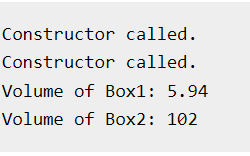 Constructor called.
Constructor called.
Volume of Box1: 5.94
Volume of Box2: 102